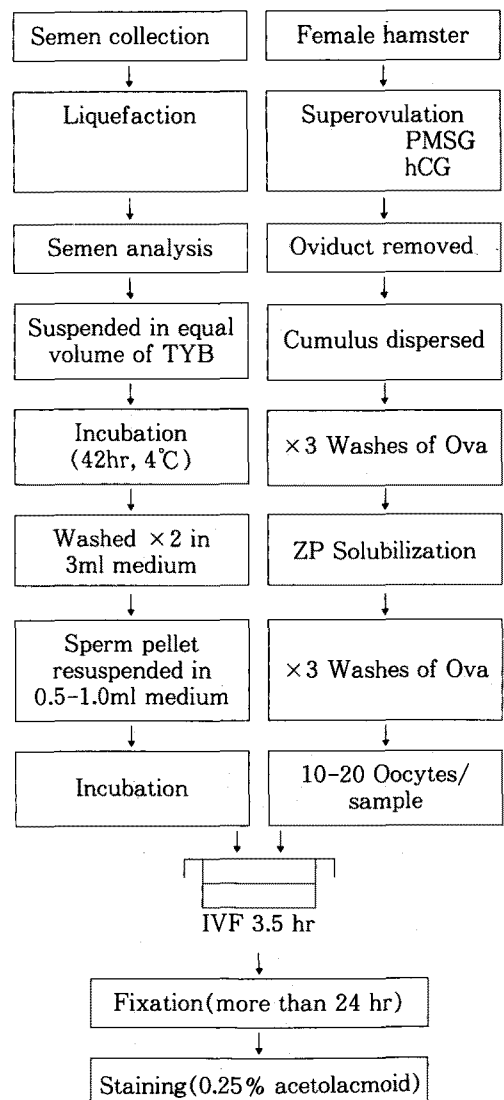 Semen collection
Liquefaction
Semen analysis
Suspended in equal
volume of TYB
Incubation
(42hr, 4℃)
Washed ×2 in
3ml medium
Sperm pellet
resuspended in
0.5-1.0ml medium
Incubation
Female hamster
Superovulation
PMSG
hCG
Oviduct removed
Cumulus dispersed
×3 Washes of Ova
ZP Solubilization
×3 Washes of Ova
10-20 Oocytes/
sample
IVF 3.5 hr
Fixation(more than 24 hr)
Staining(0.25% acetolacmoid)